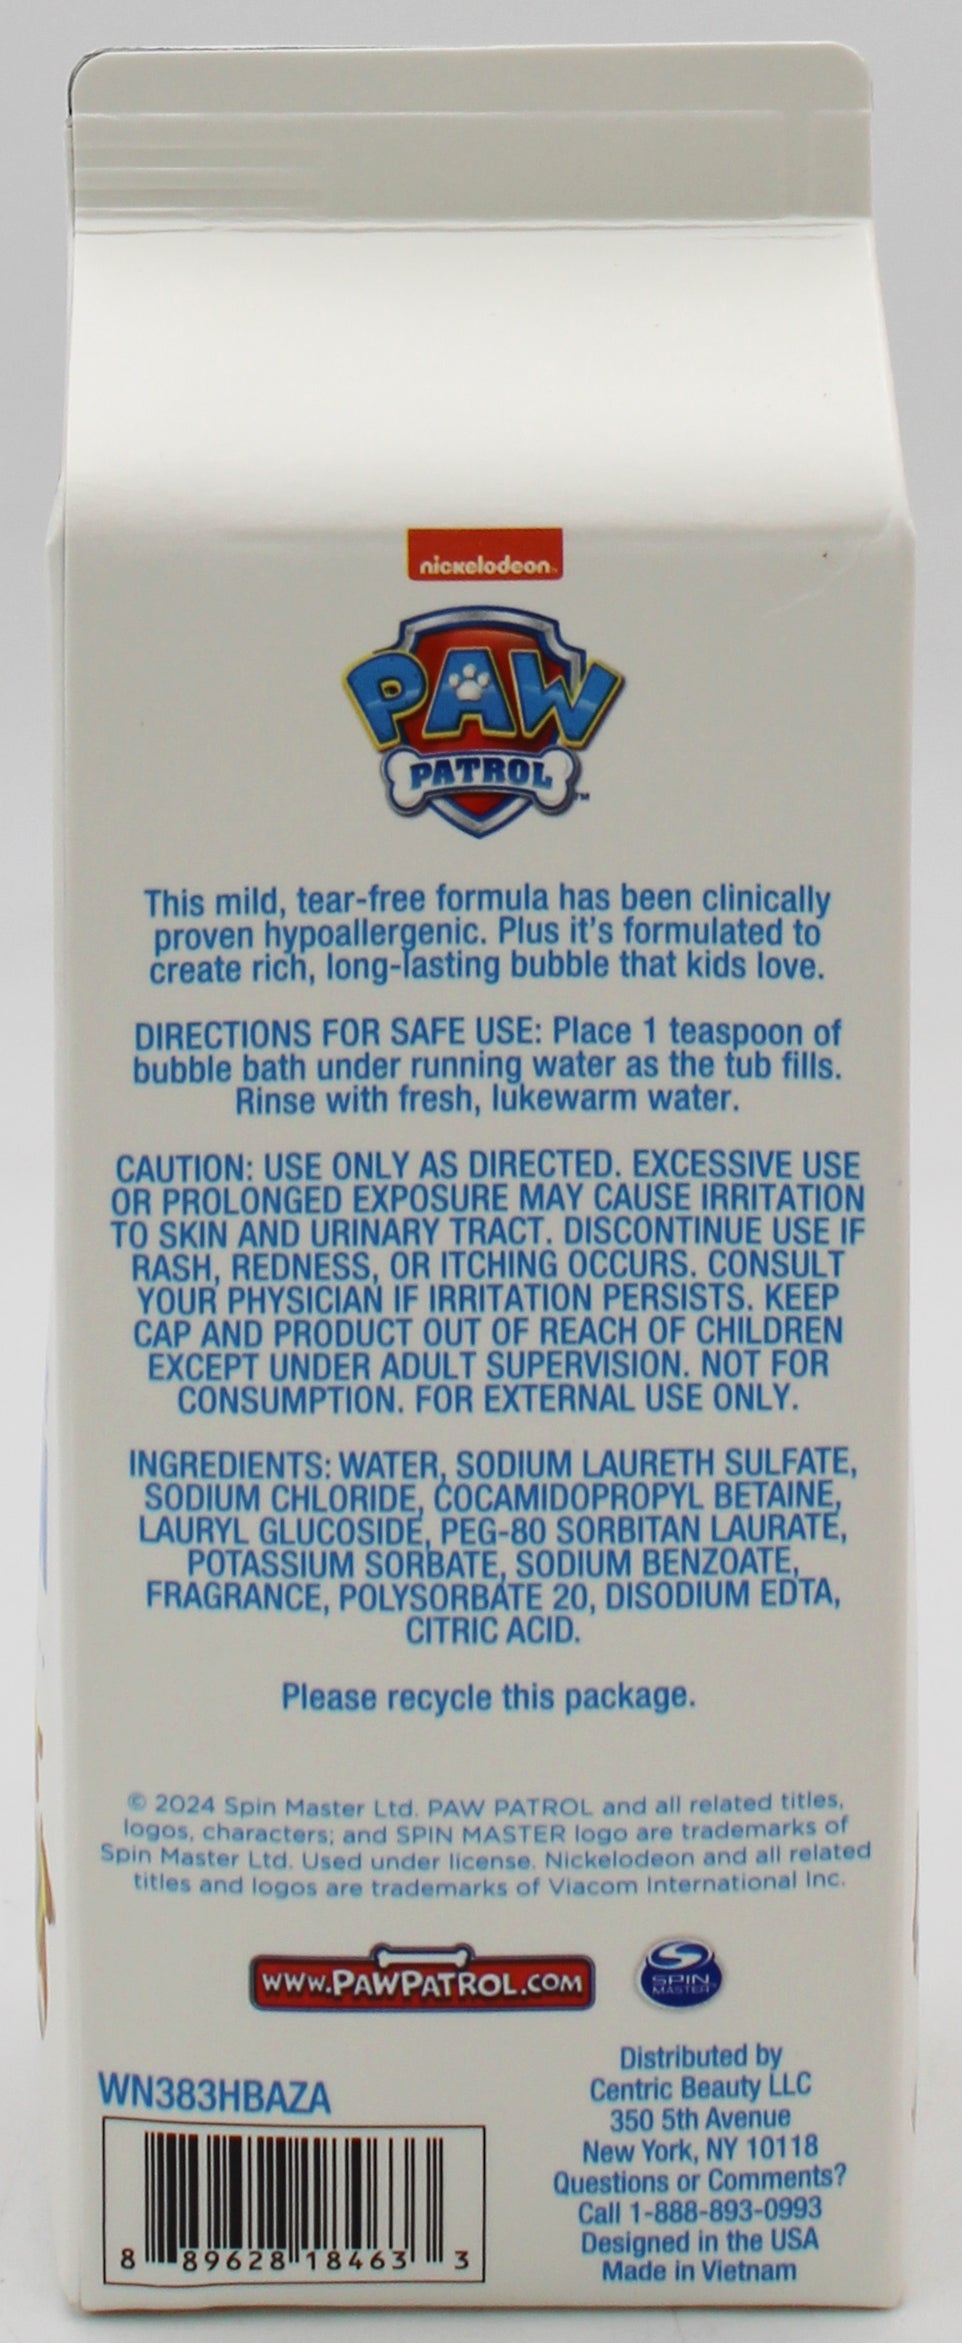 nickelodeon
PAW
PATROL™
This mild, tear-free formula has been clinically
proven hypoallergenic. Plus it's formulated to
create rich, long-lasting bubble that kids love.
DIRECTIONS FOR SAFE USE: Place 1 teaspoon of
bubble bath under running water as the tub fills.
Rinse with fresh, lukewarm water.
CAUTION: USE ONLY AS DIRECTED. EXCESSIVE USE
OR PROLONGED EXPOSURE MAY CAUSE IRRITATION
TO SKIN AND URINARY TRACT. DISCONTINUE USE IF
RASH, REDNESS, OR ITCHING OCCURS. CONSULT
YOUR PHYSICIAN IF IRRITATION PERSISTS. KEEP
CAP AND PRODUCT OUT OF REACH OF CHILDREN
EXCEPT UNDER ADULT SUPERVISION. NOT FOR
CONSUMPTION. FOR EXTERNAL USE ONLY.
INGREDIENTS: WATER, SODIUM LAURETH SULFATE,
SODIUM CHLORIDE, COCAMIDOPROPYL BETAINE,
LAURYL GLUCOSIDE, PEG-80 SORBITAN LAURATE,
POTASSIUM SORBATE, SODIUM BENZOATE,
FRAGRANCE, POLYSORBATE 20, DISODIUM EDTA,
CITRIC ACID.
Please recycle this package.
© 2024 Spin Master Ltd. PAW PATROL and all related titles,
logos, characters; and SPIN MASTER logo are trademarks of
Spin Master Ltd. Used under license. Nickelodeon and all related
titles and logos are trademarks of Viacom International Inc.
WWW.PAWPATROL.COM
SPIN
MASTER
WN383HBAZA
8 89628 18463 3
Distributed by
Centric Beauty LLC
350 5th Avenue
New York, NY 10118
Questions or Comments?
Call 1-888-893-0993
Designed in the USA
Made in Vietnam